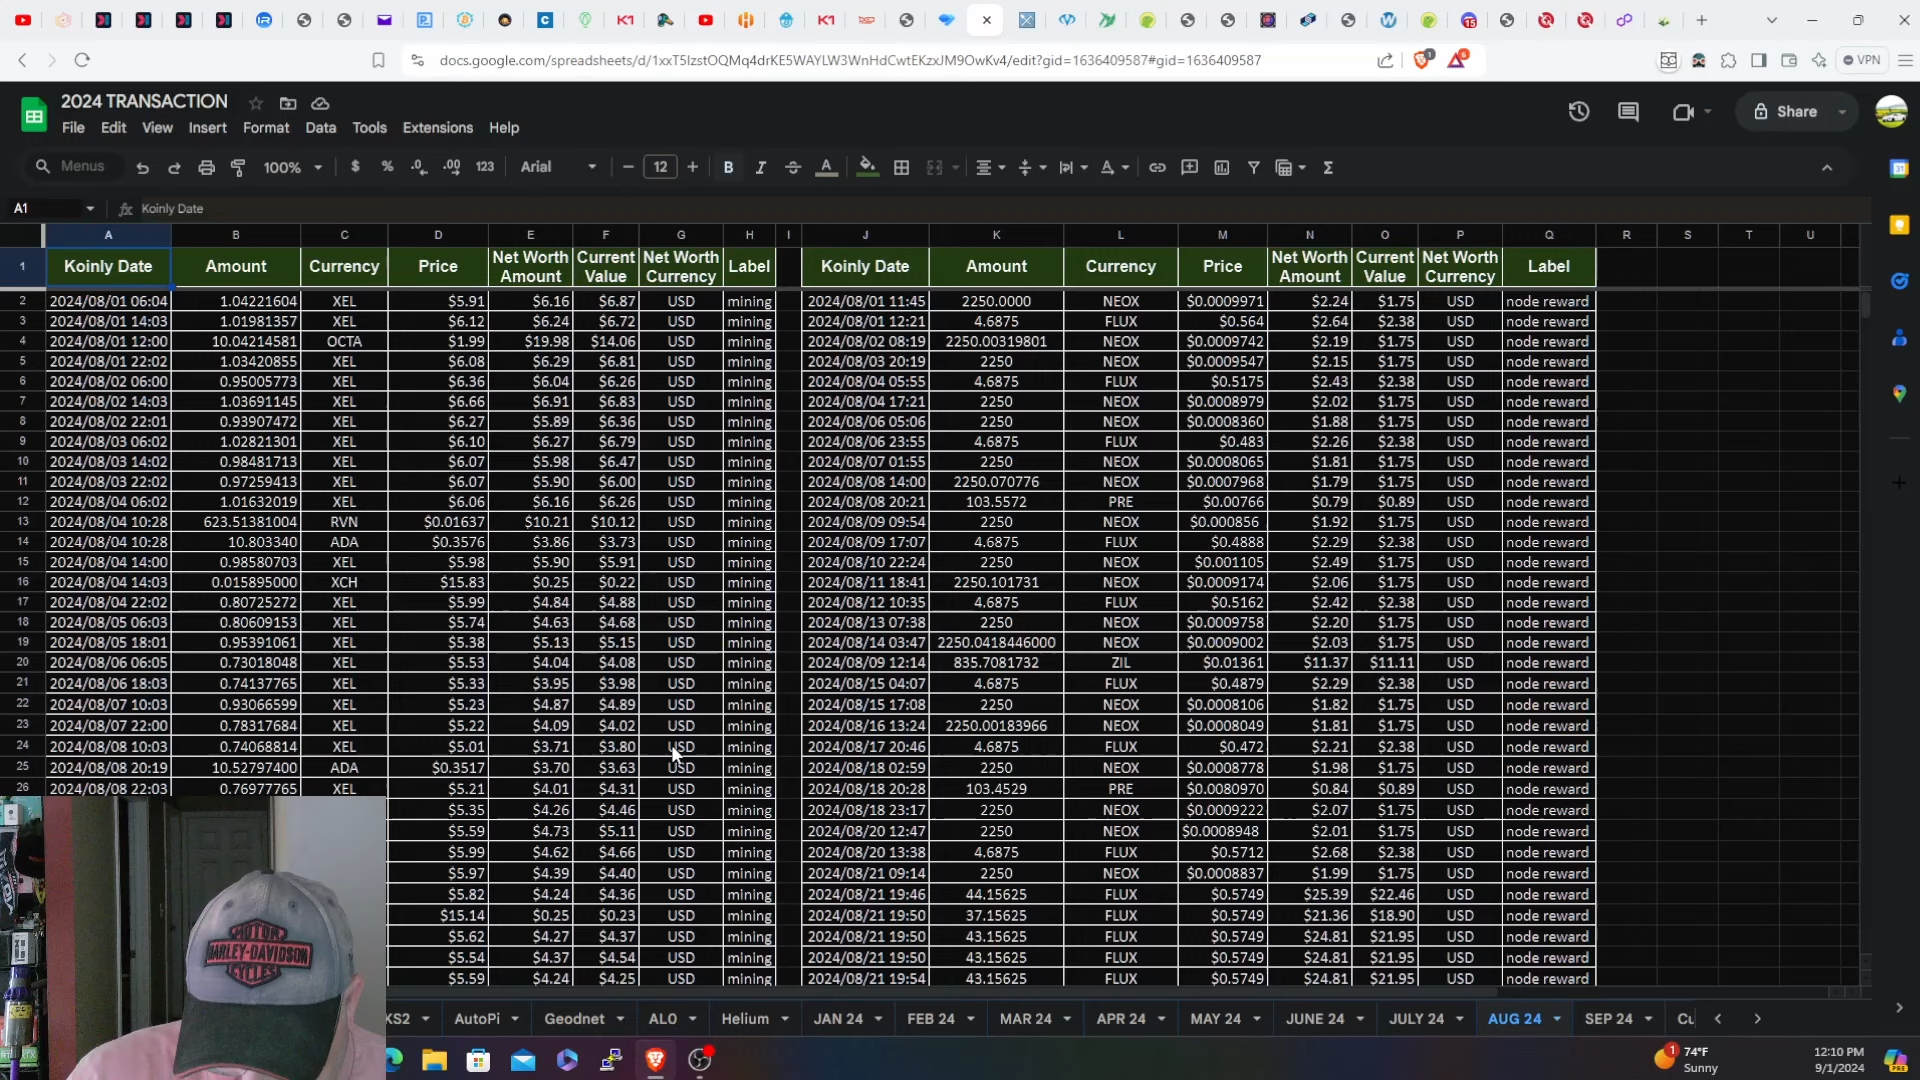 docs.google.com/spreadsheets/d/1xxT5IzstOQMq4drKE5WAYLW3WnHdCwtEKzxJM9OwKv4/edit?gid=1636409587#gid=1636409587
VPN
2024 TRANSACTION
Share
File Edit View Insert Format Data Tools Extensions Help
Menus 100% $ % .0 .00 123 Arial 12 B I A
A1 fx Koinly Date
A B C D E F G H I J K L M N O P Q R S T U
1 Koinly Date Amount Currency Price Net Worth Amount Current Value Net Worth Currency Label Koinly Date Amount Currency Price Net Worth Amount Current Value Net Worth Currency Label
2 2024/08/01 06:04 1.04221604 XEL $5.91 $6.16 $6.87 USD mining 2024/08/01 11:45 2250.0000 NEOX $0.0009971 $2.24 $1.75 USD node reward
3 2024/08/01 14:03 1.01981357 XEL $6.12 $6.24 $6.72 USD mining 2024/08/01 12:21 4.6875 FLUX $0.564 $2.64 $2.38 USD node reward
4 2024/08/01 12:00 10.04214581 OCTA $1.99 $19.98 $14.06 USD mining 2024/08/02 08:19 2250.00319801 NEOX $0.0009742 $2.19 $1.75 USD node reward
5 2024/08/01 22:02 1.03420855 XEL $6.08 $6.29 $6.81 USD mining 2024/08/03 20:19 2250 NEOX $0.0009547 $2.15 $1.75 USD node reward
6 2024/08/02 06:00 0.95005773 XEL $6.36 $6.04 $6.26 USD mining 2024/08/04 05:55 4.6875 FLUX $0.5175 $2.43 $2.38 USD node reward
7 2024/08/02 14:03 1.03691145 XEL $6.66 $6.91 $6.83 USD mining 2024/08/04 17:21 2250 NEOX $0.0008979 $2.02 $1.75 USD node reward
8 2024/08/02 22:01 0.93907472 XEL $6.27 $5.89 $6.36 USD mining 2024/08/06 05:06 2250 NEOX $0.0008360 $1.88 $1.75 USD node reward
9 2024/08/03 06:02 1.02821301 XEL $6.10 $6.27 $6.79 USD mining 2024/08/06 23:55 4.6875 FLUX $0.483 $2.26 $2.38 USD node reward
10 2024/08/03 14:02 0.98481713 XEL $6.07 $5.98 $6.47 USD mining 2024/08/07 01:55 2250 NEOX $0.0008065 $1.81 $1.75 USD node reward
11 2024/08/03 22:02 0.97259413 XEL $6.07 $5.90 $6.00 USD mining 2024/08/08 14:00 2250.070776 NEOX $0.0007968 $1.79 $1.75 USD node reward
12 2024/08/04 06:02 1.01632019 XEL $6.06 $6.16 $6.26 USD mining 2024/08/08 20:21 103.5572 PRE $0.00766 $0.79 $0.89 USD node reward
13 2024/08/04 10:28 623.51381004 RVN $0.01637 $10.21 $10.12 USD mining 2024/08/09 09:54 2250 NEOX $0.000856 $1.92 $1.75 USD node reward
14 2024/08/04 10:28 10.803340 ADA $0.3576 $3.86 $3.73 USD mining 2024/08/09 17:07 4.6875 FLUX $0.4888 $2.29 $2.38 USD node reward
15 2024/08/04 14:00 0.98580703 XEL $5.98 $5.90 $5.91 USD mining 2024/08/10 22:24 2250 NEOX $0.001105 $2.49 $1.75 USD node reward
16 2024/08/04 14:03 0.015895000 XCH $15.83 $0.25 $0.22 USD mining 2024/08/11 18:41 2250.101731 NEOX $0.0009174 $2.06 $1.75 USD node reward
17 2024/08/04 22:02 0.80725272 XEL $5.99 $4.84 $4.88 USD mining 2024/08/12 10:35 4.6875 FLUX $0.5162 $2.42 $2.38 USD node reward
18 2024/08/05 06:03 0.80609153 XEL $5.74 $4.63 $4.68 USD mining 2024/08/13 07:38 2250 NEOX $0.0009758 $2.20 $1.75 USD node reward
19 2024/08/05 18:01 0.95391061 XEL $5.38 $5.13 $5.15 USD mining 2024/08/14 03:47 2250.0418446000 NEOX $0.0009002 $2.03 $1.75 USD node reward
20 2024/08/06 06:05 0.73018048 XEL $5.53 $4.04 $4.08 USD mining 2024/08/09 12:14 835.7081732 ZIL $0.01361 $11.37 $11.11 USD node reward
21 2024/08/06 18:03 0.74137765 XEL $5.33 $3.95 $3.98 USD mining 2024/08/15 04:07 4.6875 FLUX $0.4879 $2.29 $2.38 USD node reward
22 2024/08/07 10:03 0.93066599 XEL $5.23 $4.87 $4.89 USD mining 2024/08/15 17:08 2250 NEOX $0.0008106 $1.82 $1.75 USD node reward
23 2024/08/07 22:00 0.78317684 XEL $5.22 $4.09 $4.02 USD mining 2024/08/16 13:24 2250.00183966 NEOX $0.0008049 $1.81 $1.75 USD node reward
24 2024/08/08 10:03 0.74068814 XEL $5.01 $3.71 $3.80 USD mining 2024/08/17 20:46 4.6875 FLUX $0.472 $2.21 $2.38 USD node reward
25 2024/08/08 20:19 10.52797400 ADA $0.3517 $3.70 $3.63 USD mining 2024/08/18 02:59 2250 NEOX $0.0008778 $1.98 $1.75 USD node reward
26 2024/08/08 22:03 0.76977765 XEL $5.21 $4.01 $4.31 USD mining 2024/08/18 20:28 103.4529 PRE $0.0080970 $0.84 $0.89 USD node reward
$5.35 $4.26 $4.46 USD mining 2024/08/18 23:17 2250 NEOX $0.0009222 $2.07 $1.75 USD node reward
$5.59 $4.73 $5.11 USD mining 2024/08/20 12:47 2250 NEOX $0.0008948 $2.01 $1.75 USD node reward
$5.99 $4.62 $4.66 USD mining 2024/08/20 13:38 4.6875 FLUX $0.5712 $2.68 $2.38 USD node reward
$5.97 $4.39 $4.40 USD mining 2024/08/21 09:14 2250 NEOX $0.0008837 $1.99 $1.75 USD node reward
$5.82 $4.24 $4.36 USD mining 2024/08/21 19:46 44.15625 FLUX $0.5749 $25.39 $22.46 USD node reward
$15.14 $0.25 $0.23 USD mining 2024/08/21 19:50 37.15625 FLUX $0.5749 $21.36 $18.90 USD node reward
$5.62 $4.27 $4.37 USD mining 2024/08/21 19:50 43.15625 FLUX $0.5749 $24.81 $21.95 USD node reward
$5.54 $4.37 $4.54 USD mining 2024/08/21 19:50 43.15625 FLUX $0.5749 $24.81 $21.95 USD node reward
$5.59 $4.24 $4.25 USD mining 2024/08/21 19:54 43.15625 FLUX $0.5749 $24.81 $21.95 USD node reward
MOTOR
HARLEY-DAVIDSON
CYCLES
KS2 AutoPi Geodnet ALO Helium JAN 24 FEB 24 MAR 24 APR 24 MAY 24 JUNE 24 JULY 24 AUG 24 SEP 24 Cu
74°F
Sunny
12:10 PM
9/1/2024